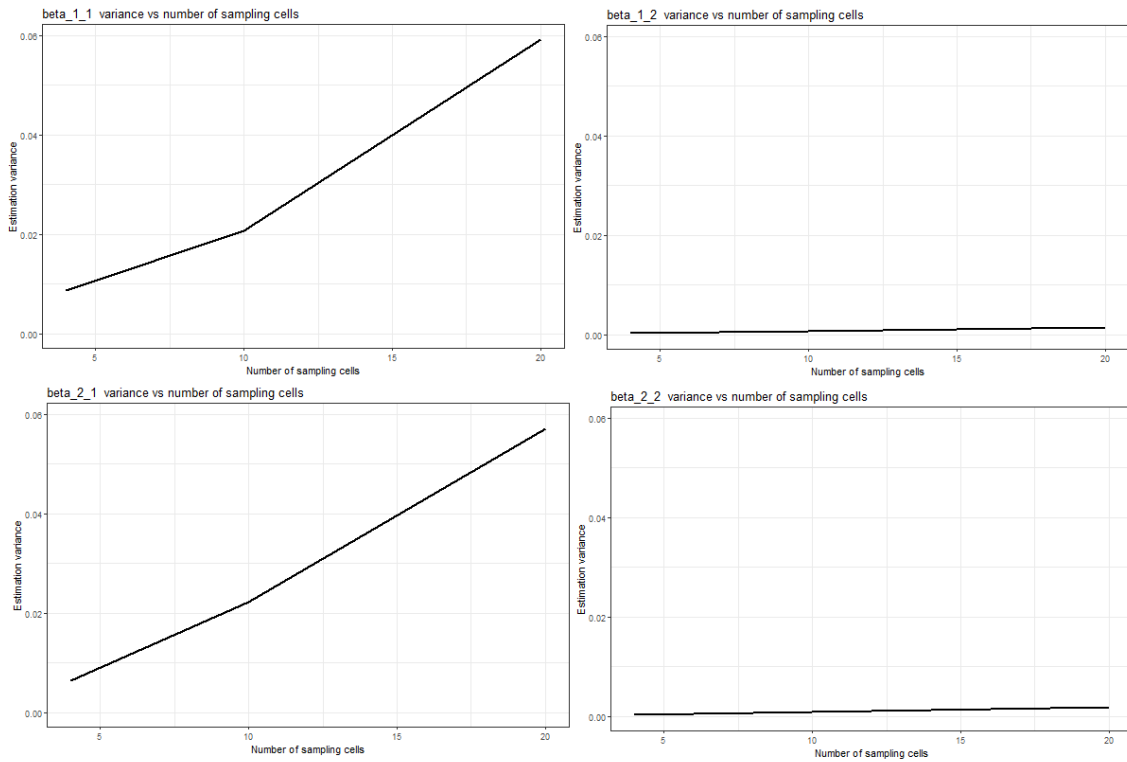 beta_1_1 variance vs number of sampling cells
0.06
0.04
0.02
0.00
Estimation variance
5 10 15 20
Number of sampling cells
beta_1_2 variance vs number of sampling cells
0.06
0.04
0.02
0.00
Estimation variance
5 10 15 20
Number of sampling cells
beta_2_1 variance vs number of sampling cells
0.06
0.04
0.02
0.00
Estimation variance
5 10 15 20
Number of sampling cells
beta_2_2 variance vs number of sampling cells
0.06
0.04
0.02
0.00
Estimation variance
5 10 15 20
Number of sampling cells